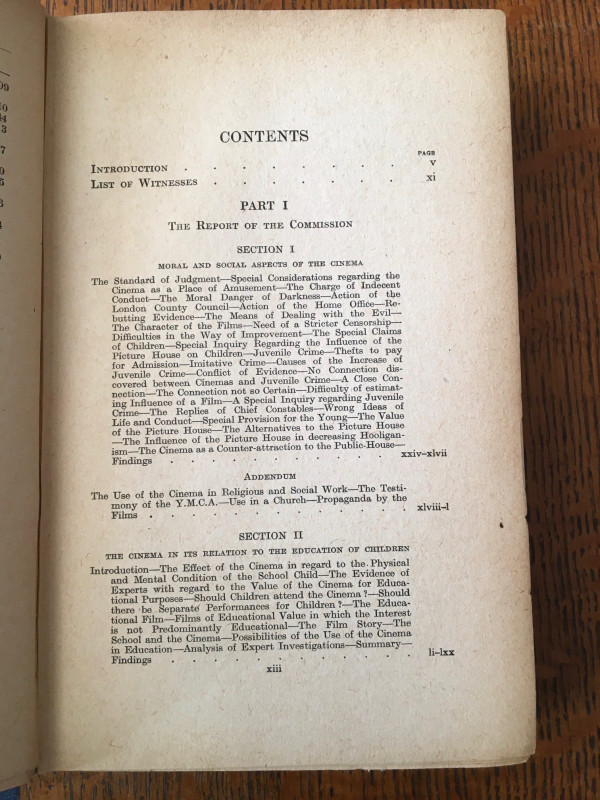 09
10
14
3
7
9
5
3
4
0
CONTENTS
PAGE
INTRODUCTION . . . . . . . . v
LIST OF WITNESSES . . . . . . . xi
PART I
THE REPORT OF THE COMMISSION
SECTION I
MORAL AND SOCIAL ASPECTS OF THE CINEMA
The Standard of Judgment—Special Considerations regarding the
Cinema as a Place of Amusement—The Charge of Indecent
Conduct—The Moral Danger of Darkness—Action of the
London County Council—Action of the Home Office—Re-
butting Evidence—The Means of Dealing with the Evil—
The Character of the Films—Need of a Stricter Censorship—
Difficulties in the Way of Improvement—The Special Claims
of Children—Special Inquiry Regarding the Influence of the
Picture House on Children—Juvenile Crime—Thefts to pay
for Admission—Imitative Crime—Causes of the Increase of
Juvenile Crime—Conflict of Evidence—No Connection dis-
covered between Cinemas and Juvenile Crime—A Close Con-
nection—The Connection not so Certain—Difficulty of estimat-
ing Influence of a Film—A Special Inquiry regarding Juvenile
Crime—The Replies of Chief Constables—Wrong Ideas of
Life and Conduct—Special Provision for the Young—The Value
of the Picture House—The Alternatives to the Picture House
—The Influence of the Picture House in decreasing Hooligan-
ism—The Cinema as a Counter-attraction to the Public-House—
Findings . . . . . . . . . . . xxiv-xlvii
ADDENDUM
The Use of the Cinema in Religious and Social Work—The Testi-
mony of the Y.M.C.A.—Use in a Church—Propaganda by the
Films . . . . . . . . . . . . xlviii-l
SECTION II
THE CINEMA IN ITS RELATION TO THE EDUCATION OF CHILDREN
Introduction—The Effect of the Cinema in regard to the Physical
and Mental Condition of the School Child—The Evidence of
Experts with regard to the Value of the Cinema for Educa-
tional Purposes—Should Children attend the Cinema?—Should
there be Separate Performances for Children?—The Educa-
tional Film—Films of Educational Value in which the Interest
is not Predominantly Educational—The Film Story—The
School and the Cinema—Possibilities of the Use of the Cinema
in Education—Analysis of Expert Investigations—Summary—
Findings . . . . . . . . . . . li-lxx
xiii